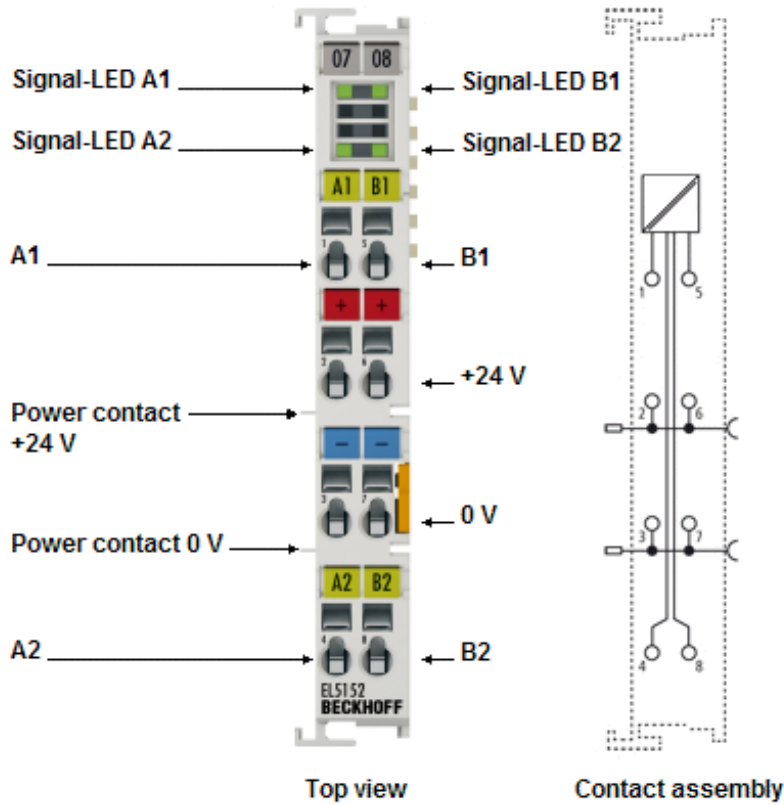 07 08
Signal-LED A1
Signal-LED B1
Signal-LED A2
Signal-LED B2
A1 B1
1 5
A1
B1
+ +
2 6
+24 V
Power contact
+24 V
− −
3 7
0 V
Power contact 0 V
A2 B2
4 8
A2
B2
EL5152
BECKHOFF
Top view
1 5
2 6
3 7
4 8
Contact assembly